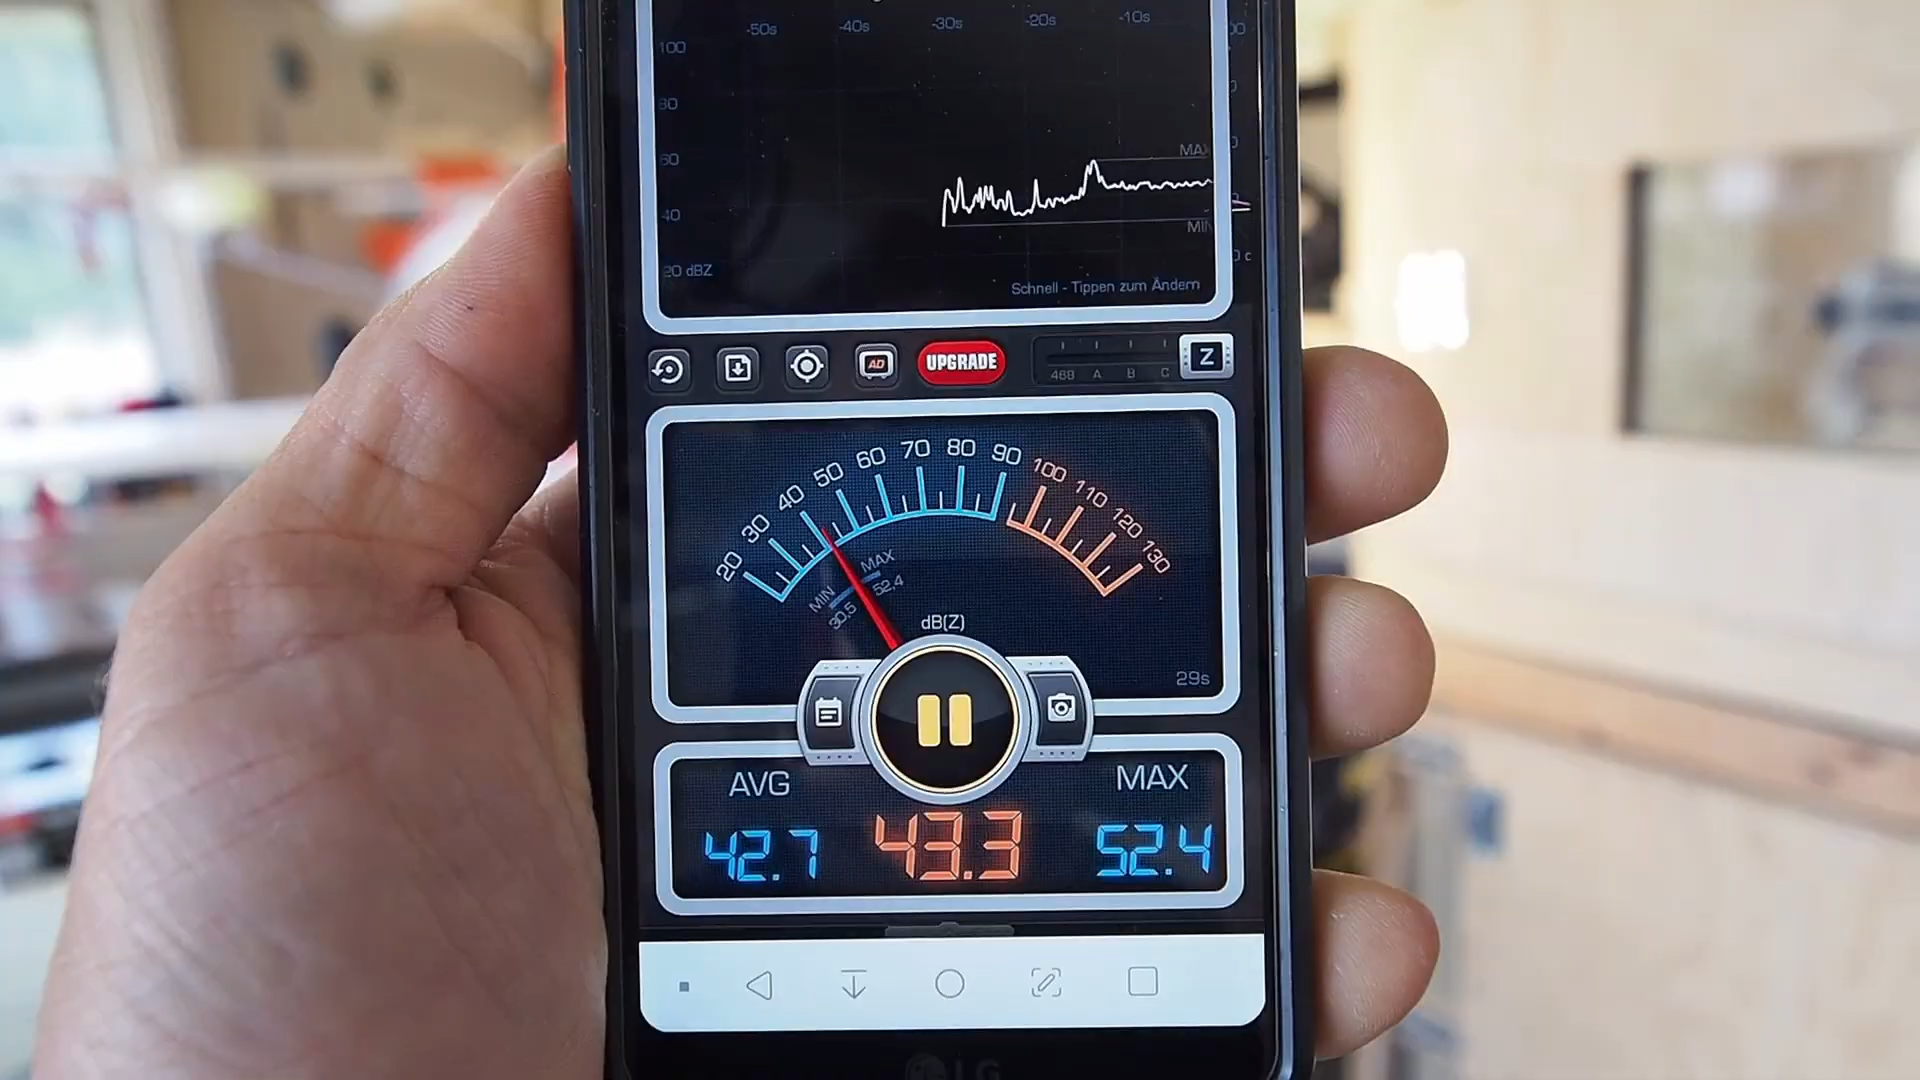 -50s -40s -30s -20s -10s
100
80
60
MAX
40
MIN
20 dBZ
Schnell - Tippen zum Ändern
AD UPGRADE 468 A B C Z
20 30 40 50 60 70 80 90 100 110 120 130
MIN MAX
30,5 52,4
dB(Z)
29s
AVG MAX
42.7 43.3 52.4
LG